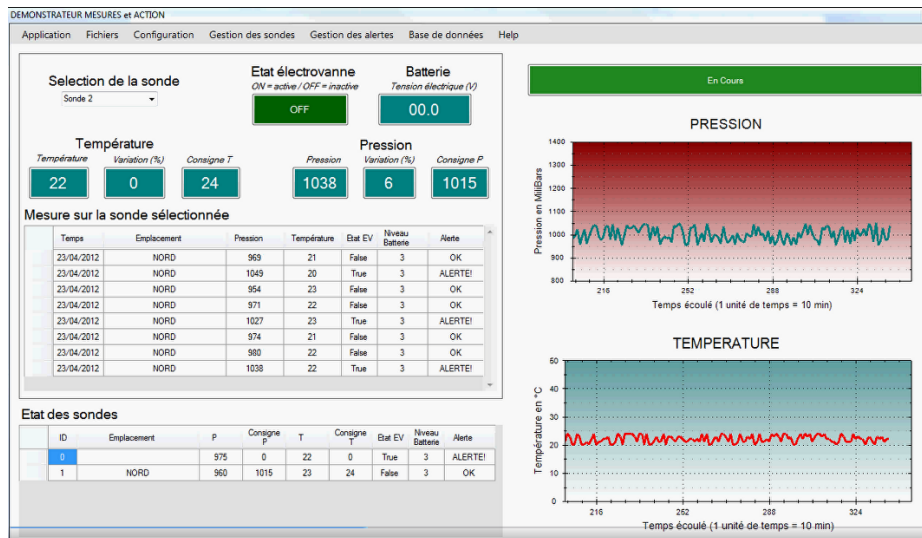 DEMONSTRATEUR MESURES et ACTION
Application Fichiers Configuration Gestion des sondes Gestion des alertes Base de données Help
Selection de la sonde
Sonde 2
Etat électrovanne
ON = active / OFF = inactive
OFF
Batterie
Tension électrique (V)
00.0
Température
Température Variation (%) Consigne T
22 0 24
Pression
Pression Variation (%) Consigne P
1038 6 1015
Mesure sur la sonde sélectionnée
Temps Emplacement Pression Température Etat EV Niveau Batterie Alerte
23/04/2012 NORD 969 21 False 3 OK
23/04/2012 NORD 1049 20 True 3 ALERTE!
23/04/2012 NORD 954 23 False 3 OK
23/04/2012 NORD 971 22 False 3 OK
23/04/2012 NORD 1027 23 True 3 ALERTE!
23/04/2012 NORD 974 21 False 3 OK
23/04/2012 NORD 980 22 False 3 OK
23/04/2012 NORD 1038 22 True 3 ALERTE!
Etat des sondes
ID Emplacement P Consigne P T Consigne T Etat EV Niveau Batterie Alerte
0 975 0 22 0 True 3 ALERTE!
1 NORD 960 1015 23 24 False 3 OK
En Cours
PRESSION
Pression en MiliBars
1400
1300
1200
1100
1000
900
800
216 252 288 324
Temps écoulé (1 unité de temps = 10 min)
TEMPERATURE
Température en °C
50
40
30
20
10
0
216 252 288 324
Temps écoulé (1 unité de temps = 10 min)